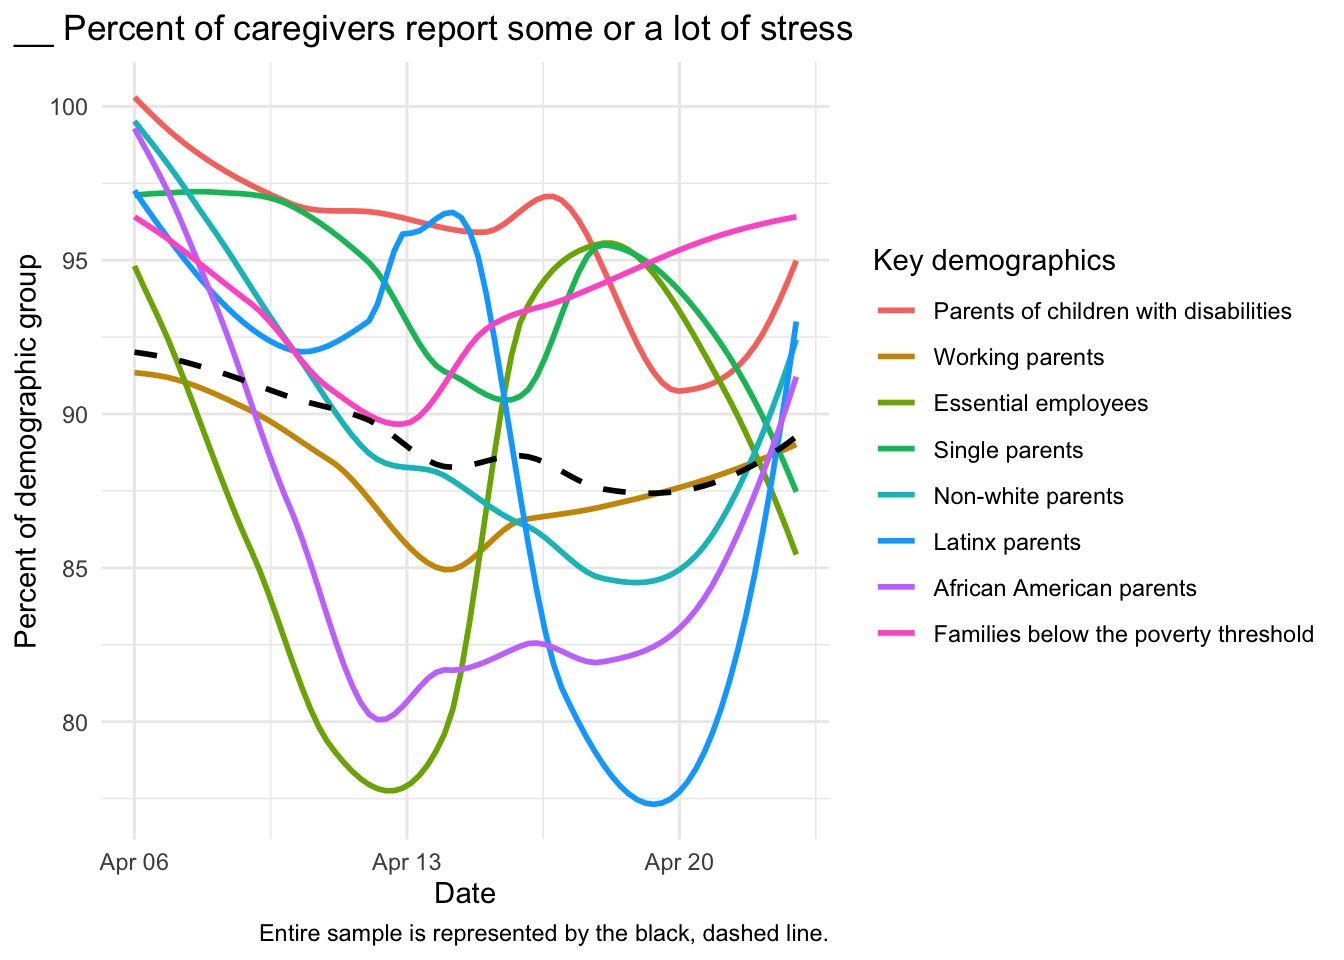 __ Percent of caregivers report some or a lot of stress
Percent of demographic group
100
95
90
85
80
Apr 06
Apr 13
Apr 20
Date
Entire sample is represented by the black, dashed line.
Key demographics
Parents of children with disabilities
Working parents
Essential employees
Single parents
Non-white parents
Latinx parents
African American parents
Families below the poverty threshold